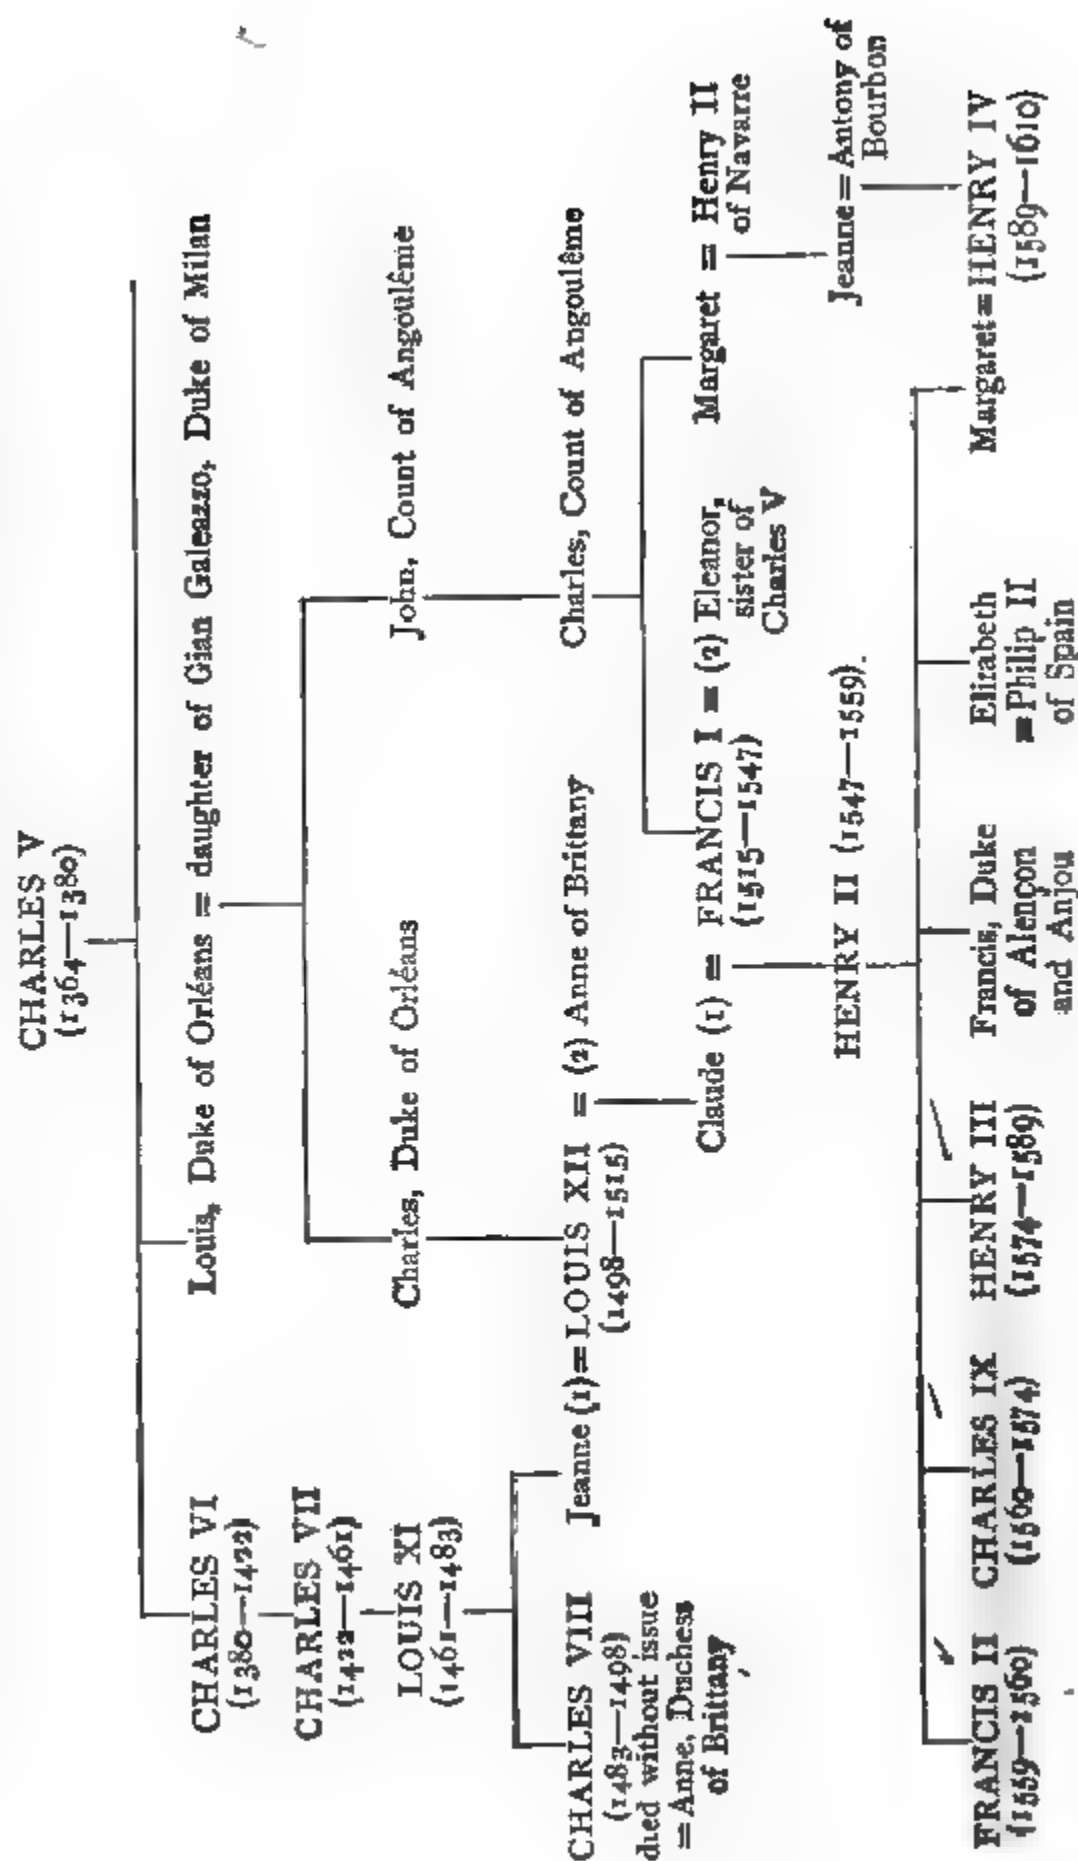 CHARLES V
(1364—1380)
Louis, Duke of Orléans = daughter of Gian Galeazzo, Duke of Milan
CHARLES VI
(1380—1422)
CHARLES VII
(1422—1461)
LOUIS XI
(1461—1483)
Charles, Duke of Orléans
John, Count of Angoulême
CHARLES VIII
(1483—1498)
died without issue
= Anne, Duchess
of Brittany
Jeanne (1) = LOUIS XII = (2) Anne of Brittany
(1498—1515)
Charles, Count of Angoulême
Claude (1) = FRANCIS I = (2) Eleanor,
(1515—1547)
sister of
Charles V
Margaret = Henry II
of Navarre
HENRY II (1547—1559).
Jeanne = Antony of
Bourbon
FRANCIS II
(1559—1560)
CHARLES IX
(1560—1574)
HENRY III
(1574—1589)
Francis, Duke
of Alençon
and Anjou
Elizabeth
= Philip II
of Spain
Margaret = HENRY IV
(1589—1610)